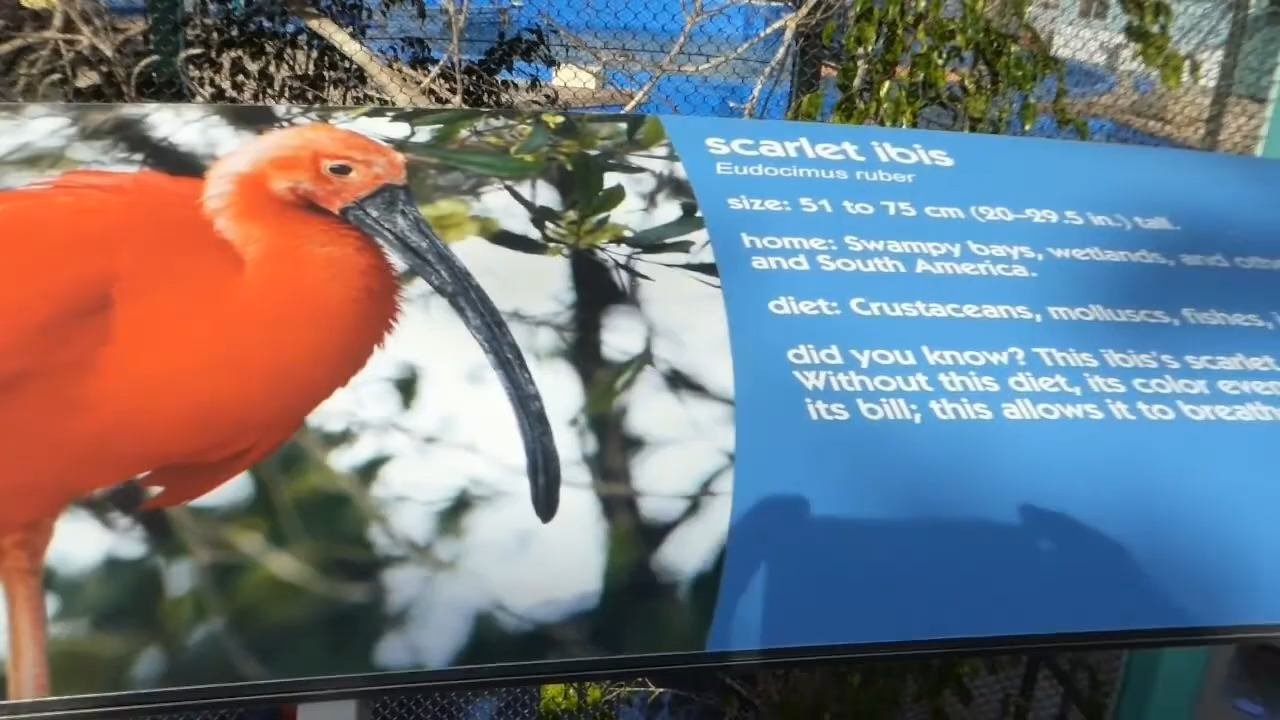 scarlet ibis
Eudocimus ruber
size: 51 to 75 cm (20–29.5 in.) tall.
home: Swampy bays, wetlands, and
and South America.
diet: Crustaceans, molluscs, fishes,
did you know? This ibis's scarlet
Without this diet, its color
its bill; this allows it to